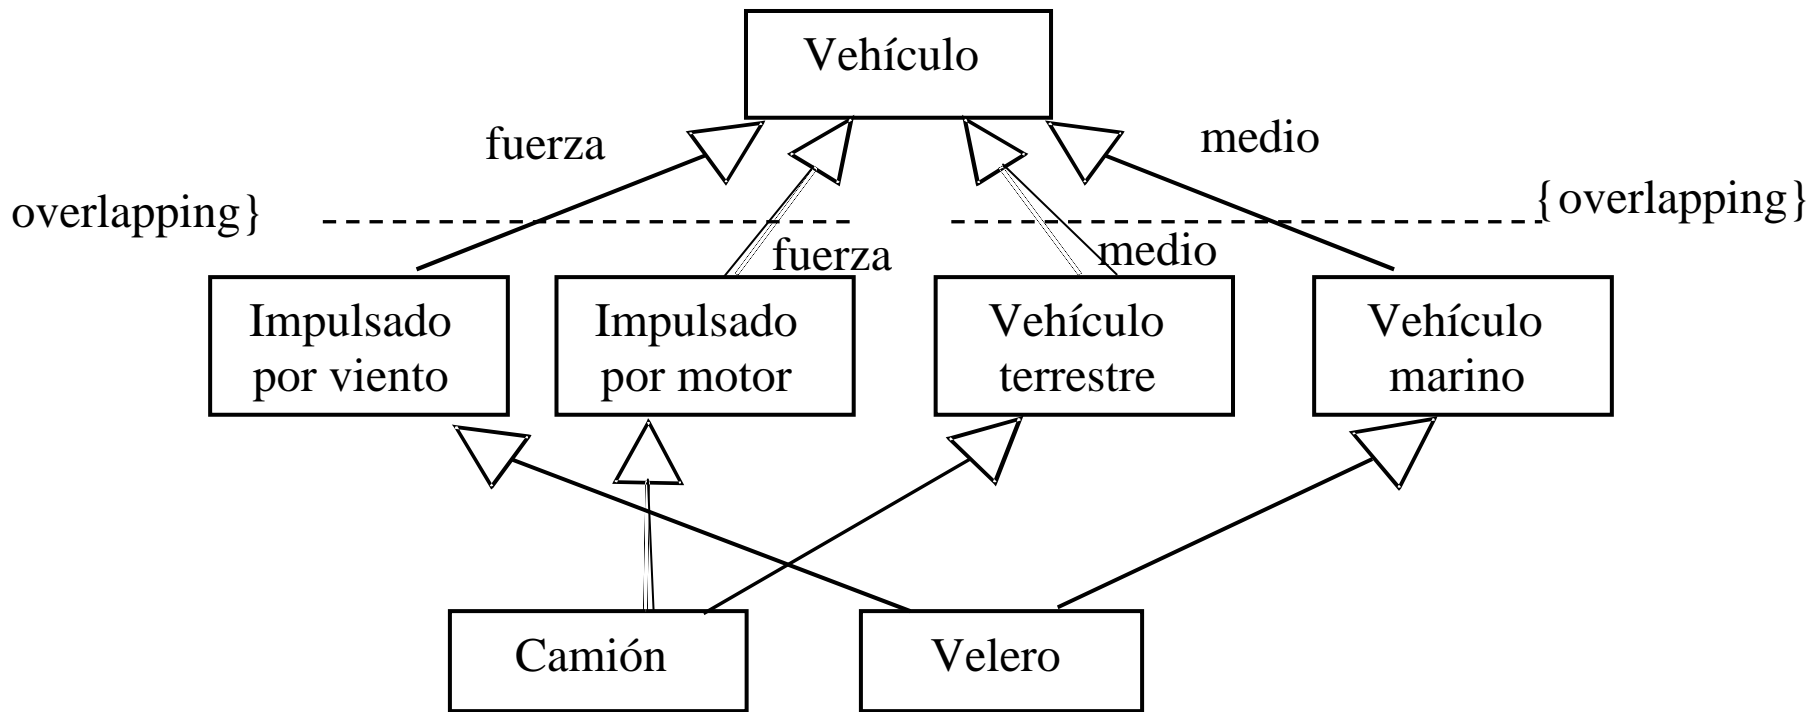 Vehículo
fuerza
medio
overlapping}
{overlapping}
fuerza
medio
Impulsado
por viento
Impulsado
por motor
Vehículo
terrestre
Vehículo
marino
Camión
Velero